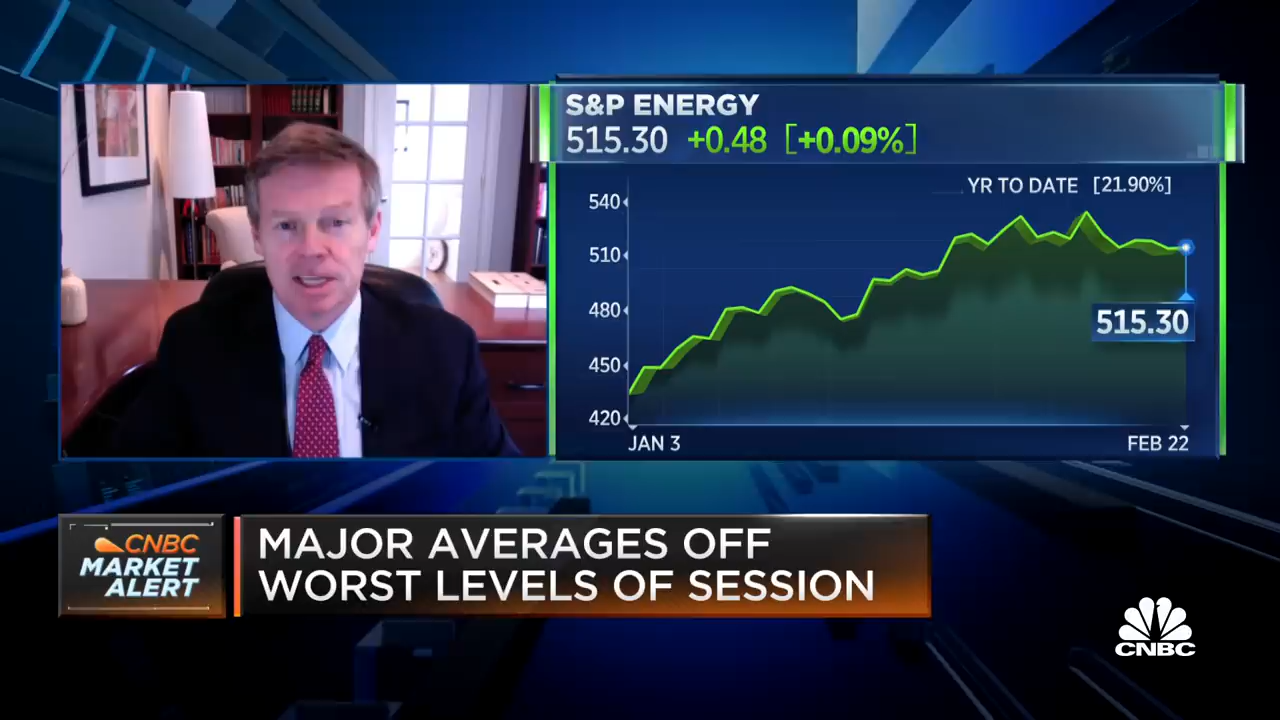 S&P ENERGY
515.30 +0.48 [+0.09%]
YR TO DATE [21.90%]
540
510
480
450
420
515.30
JAN 3 FEB 22
CNBC
MARKET
ALERT
MAJOR AVERAGES OFF
WORST LEVELS OF SESSION
CNBC